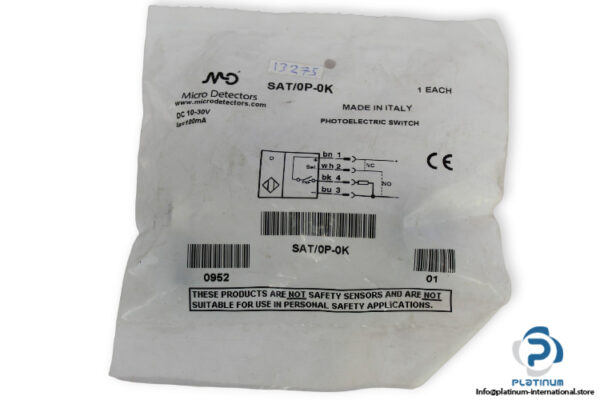 13275
MD
Micro Detectors
www.microdetectors.com
DC 10-30V
SAT/0P-0K
1 EACH
MADE IN ITALY
PHOTOELECTRIC SWITCH
bn 1
wh 2
bk 4
bu 3
+
Sel
-
NC
NO
CE
SAT/0P-0K
0952
01
THESE PRODUCTS ARE NOT SAFETY SENSORS AND ARE NOT
SUITABLE FOR USE IN PERSONAL SAFETY APPLICATIONS.
PLATINUM
Info@platinum-international.store